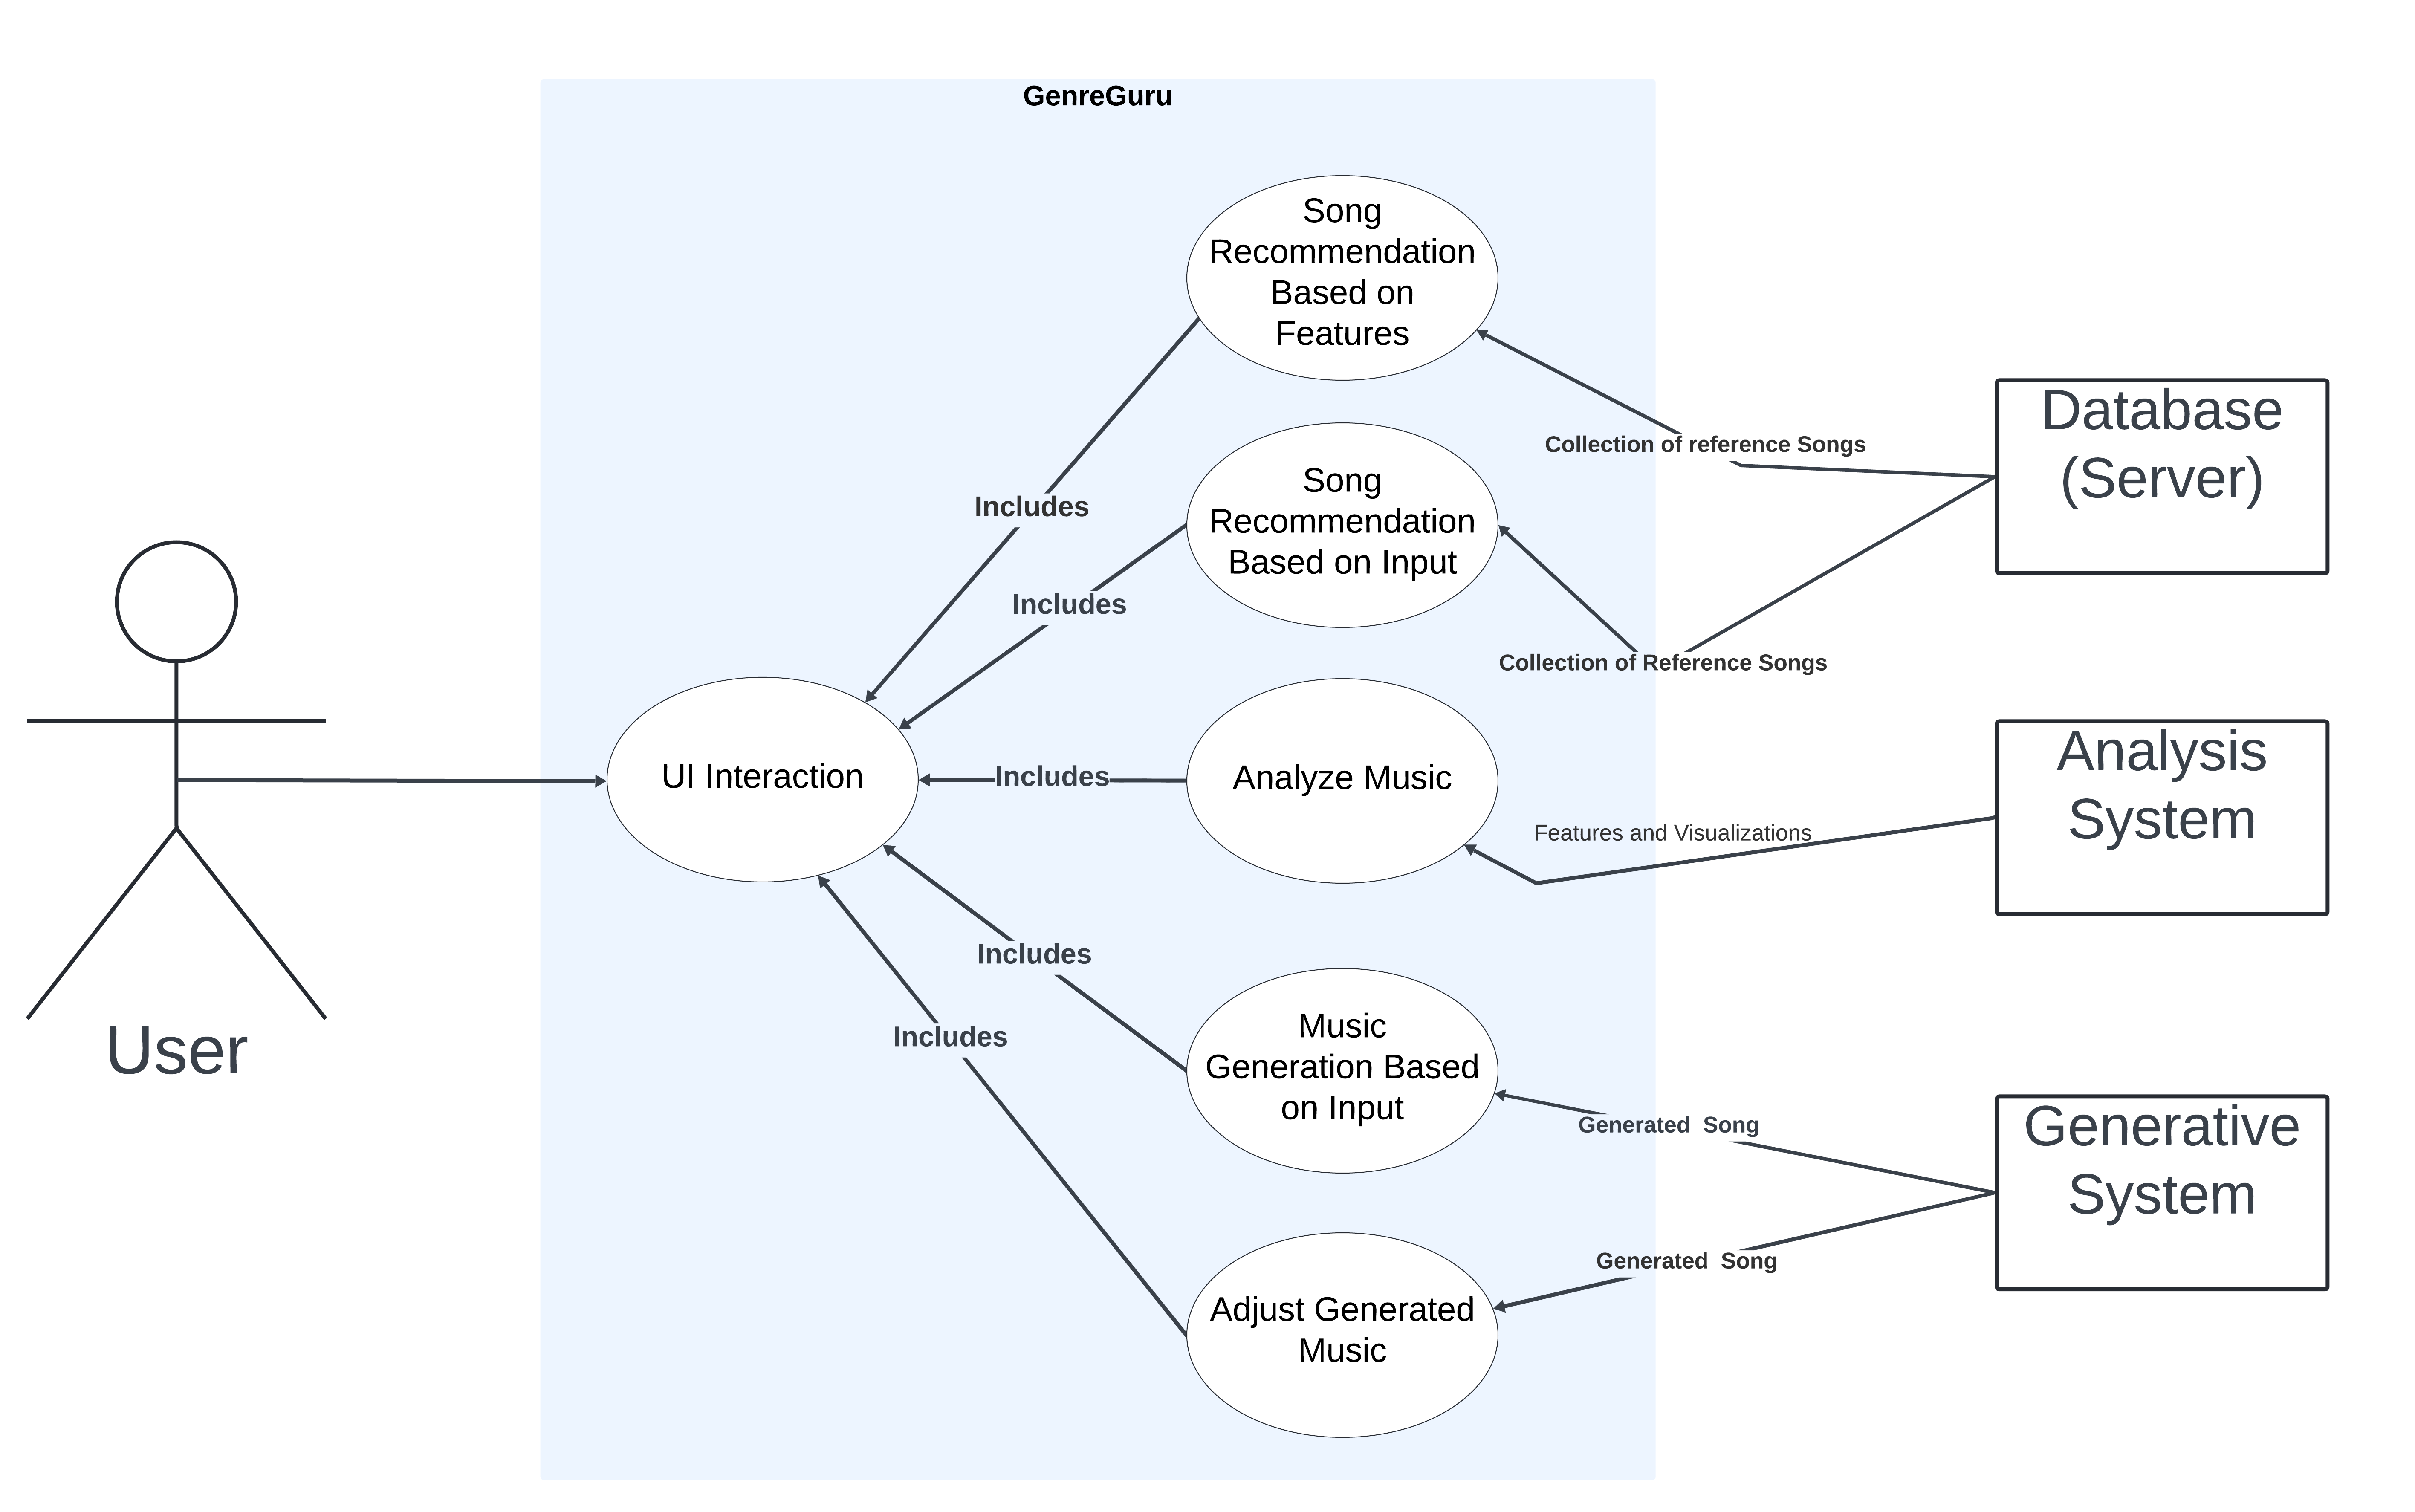 GenreGuru
Song
Recommendation
Based on
Features
Collection of reference Songs
Database
(Server)
Includes
Song
Recommendation
Based on Input
Includes
Collection of Reference Songs
UI Interaction
Includes
Analyze Music
Features and Visualizations
Analysis
System
Includes
Includes
User
Music
Generation Based
on Input
Generated  Song
Generative
System
Generated  Song
Adjust Generated
Music